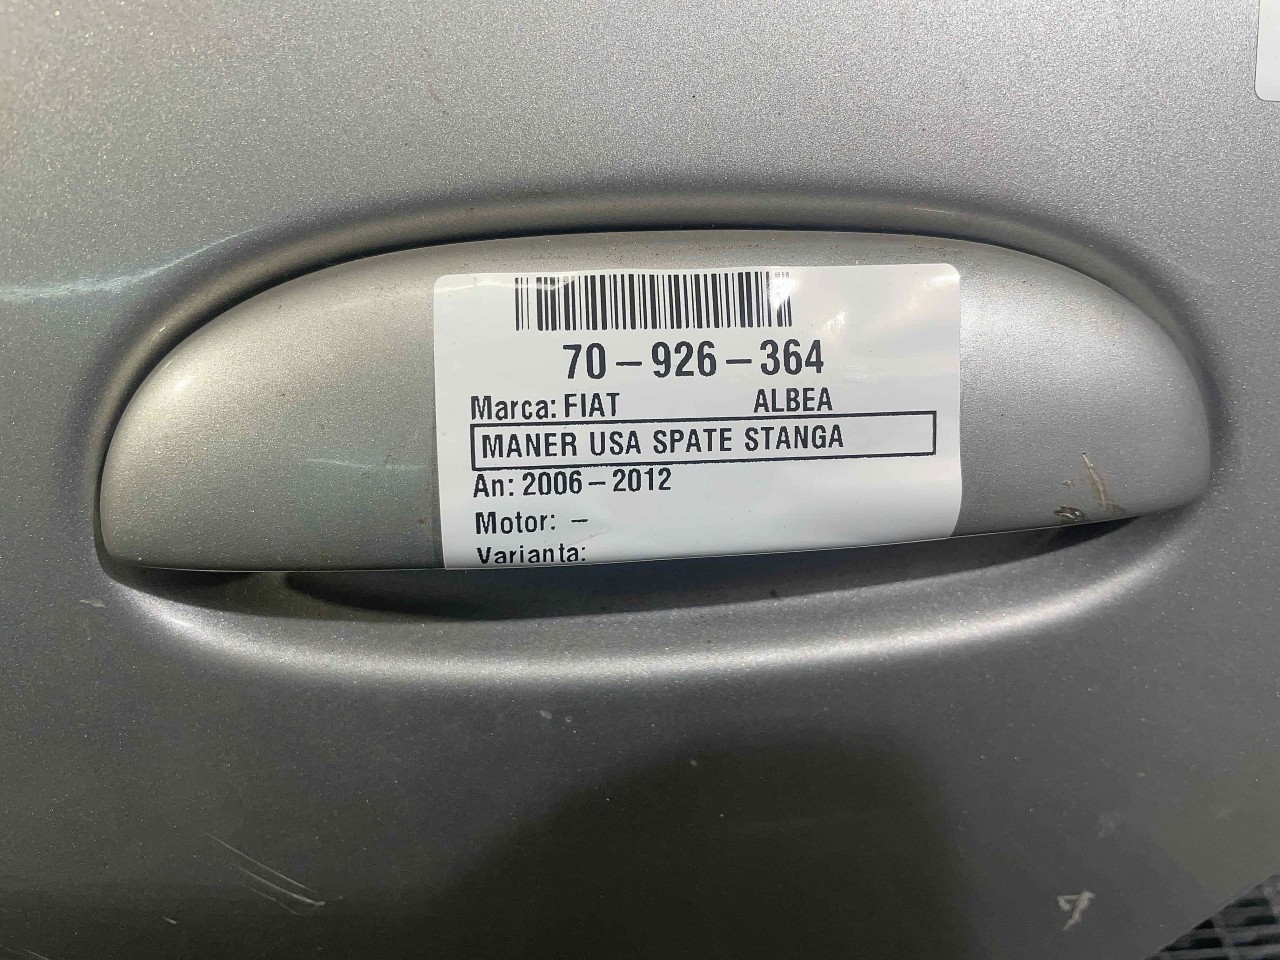 70-926-364
Marca: FIAT ALBEA
MANER USA SPATE STANGA
An: 2006-2012
Motor: -
Varianta: